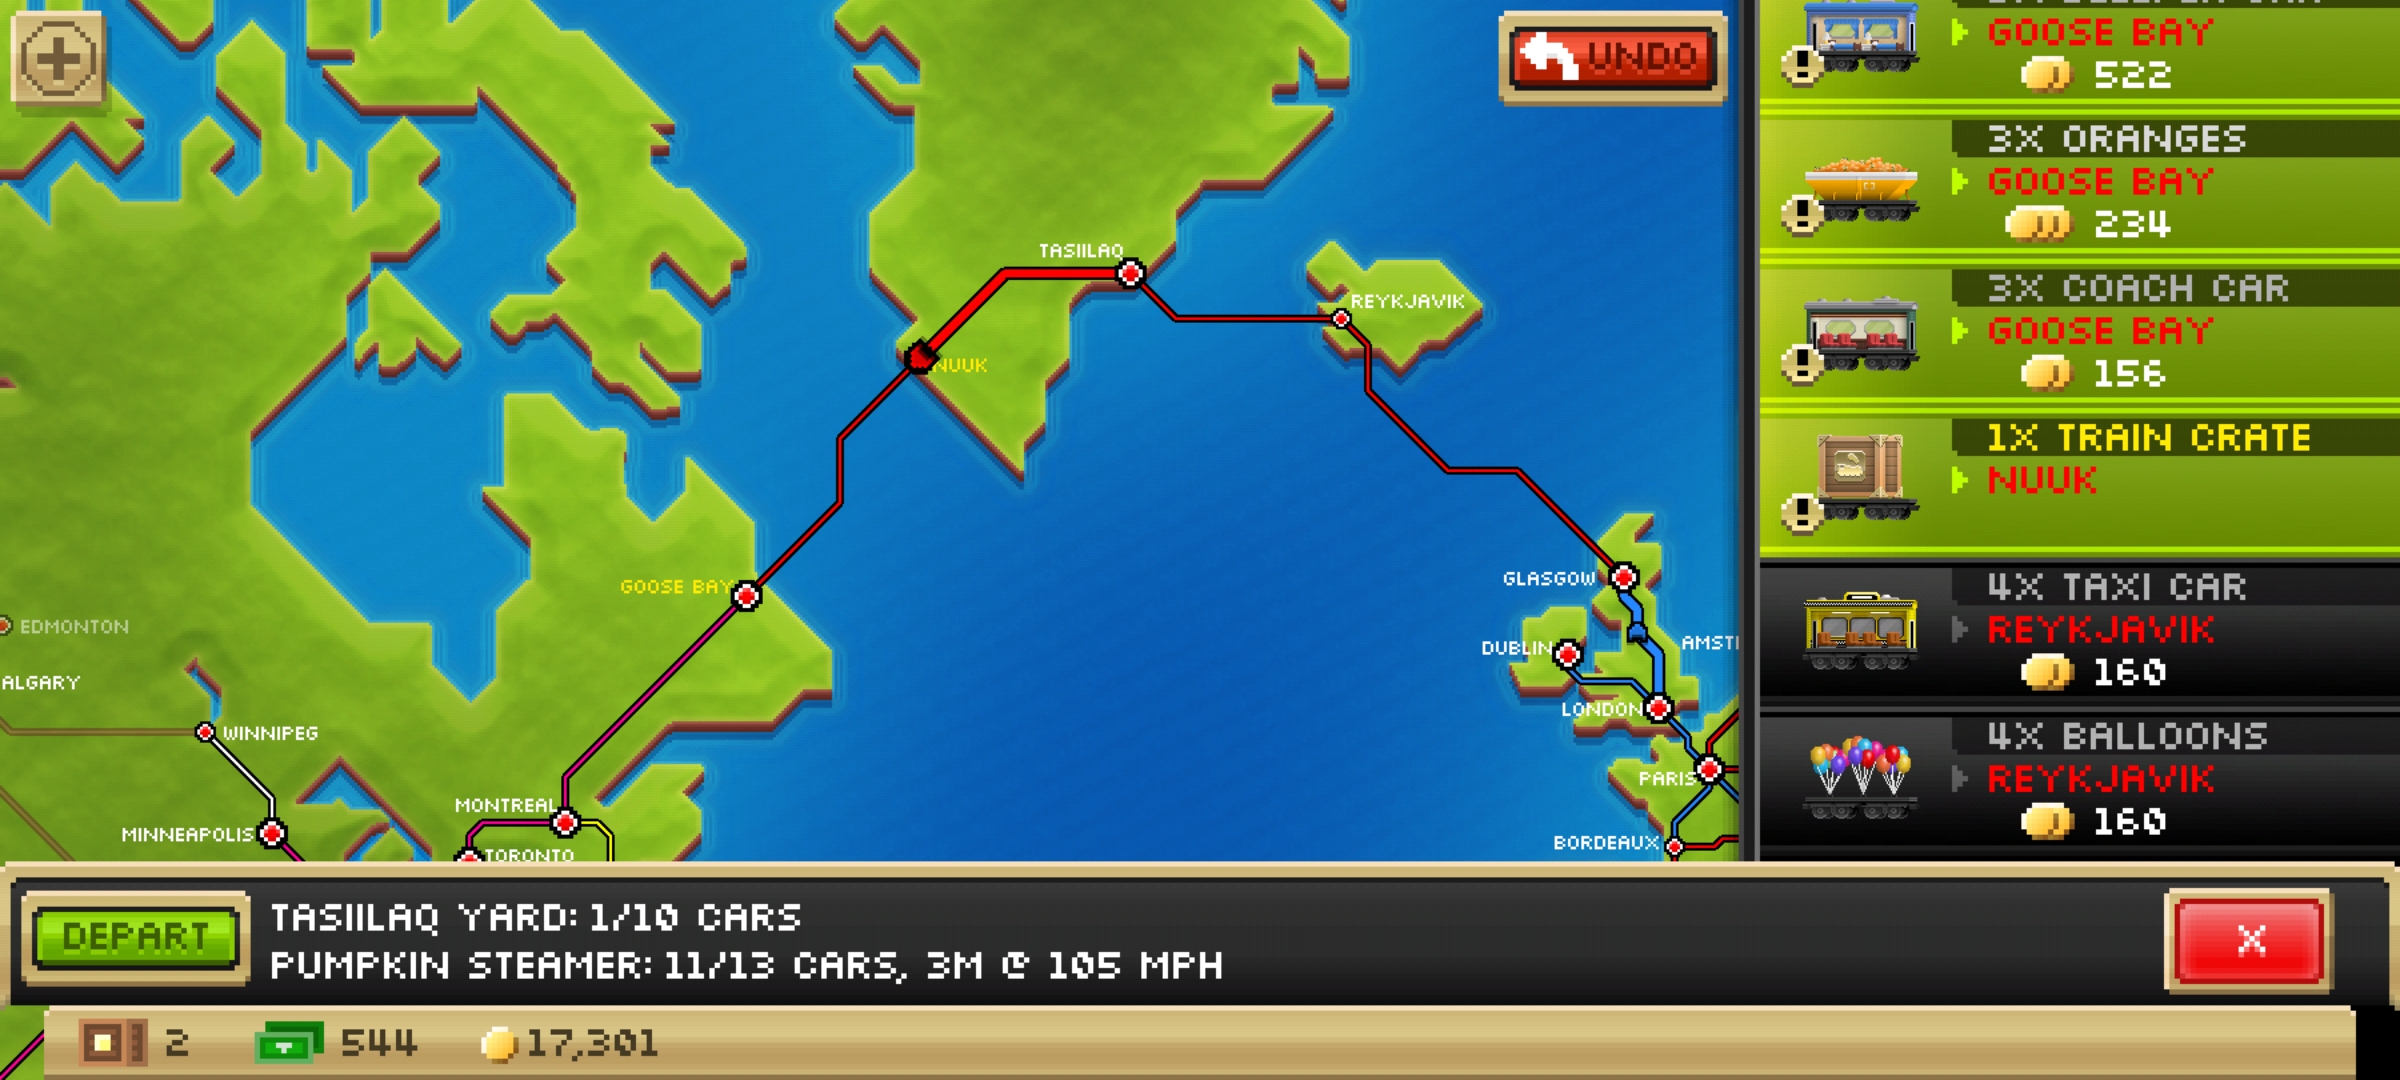 UNDO
GOOSE BAY
522
3X ORANGES
GOOSE BAY
234
3X COACH CAR
GOOSE BAY
156
1X TRAIN CRATE
NUUK
4X TAXI CAR
REYKJAVIK
160
4X BALLOONS
REYKJAVIK
160
TASIILAQ
REYKJAVIK
NUUK
GOOSE BAY
GLASGOW
EDMONTON
DUBLIN
AMST
ALGARY
LONDON
WINNIPEG
PARIS
MONTREAL
MINNEAPOLIS
BORDEAUX
TORONTO
DEPART
TASIILAQ YARD: 1/10 CARS
PUMPKIN STEAMER: 11/13 CARS, 3M @ 105 MPH
X
2
544
17,301